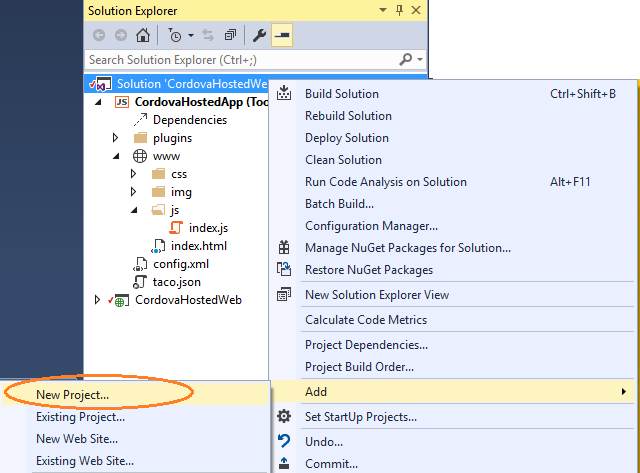 Solution Explorer
Search Solution Explorer (Ctrl+;)
Solution 'CordovaHostedWe
JS CordovaHostedApp (Too
Dependencies
plugins
www
css
img
js
index.js
index.html
config.xml
taco.json
CordovaHostedWeb
Build Solution Ctrl+Shift+B
Rebuild Solution
Deploy Solution
Clean Solution
Run Code Analysis on Solution Alt+F11
Batch Build...
Configuration Manager...
Manage NuGet Packages for Solution...
Restore NuGet Packages
New Solution Explorer View
Calculate Code Metrics
Project Dependencies...
Project Build Order...
Add
Set StartUp Projects...
Undo...
Commit...
New Project...
Existing Project...
New Web Site...
Existing Web Site...